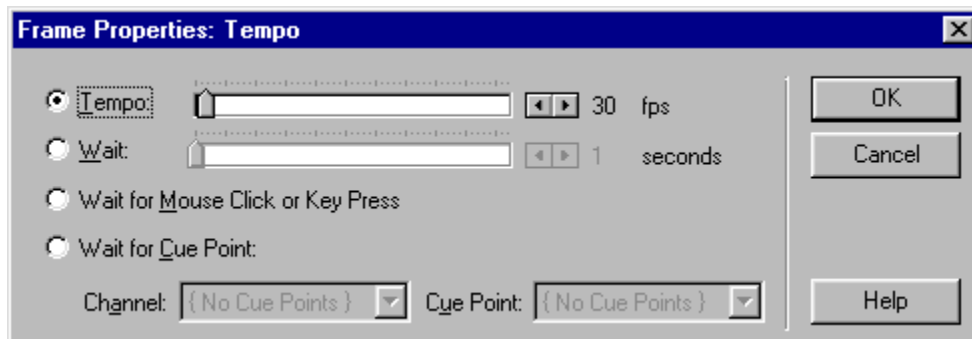 Frame Properties: Tempo
Tempo: 30 fps OK
Wait: 1 seconds Cancel
Wait for Mouse Click or Key Press
Wait for Cue Point:
Channel: { No Cue Points } Cue Point: { No Cue Points } Help